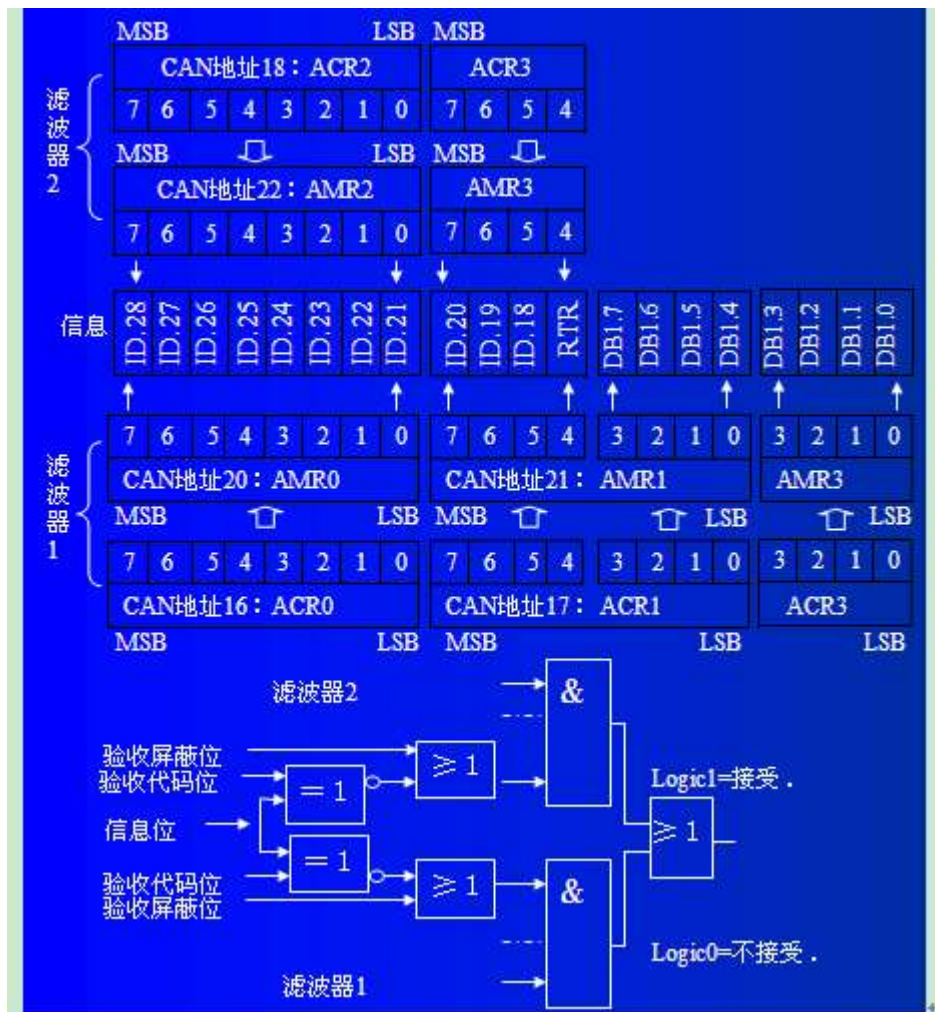 MSB LSB MSB
CAN地址18：ACR2 ACR3
7 6 5 4 3 2 1 0 7 6 5 4
滤波器2
MSB LSB MSB
CAN地址22：AMR2 AMR3
7 6 5 4 3 2 1 0 7 6 5 4
信息 ID.28 ID.27 ID.26 ID.25 ID.24 ID.23 ID.22 ID.21 ID.20 ID.19 ID.18 RTR DB1.7 DB1.6 DB1.5 DB1.4 DB1.3 DB1.2 DB1.1 DB1.0
7 6 5 4 3 2 1 0 7 6 5 4 3 2 1 0 3 2 1 0
滤波器1
CAN地址20：AMR0 CAN地址21：AMR1 AMR3
MSB LSB MSB LSB LSB
7 6 5 4 3 2 1 0 7 6 5 4 3 2 1 0 3 2 1 0
CAN地址16：ACR0 CAN地址17：ACR1 ACR3
MSB LSB MSB LSB LSB
滤波器2 &
验收屏蔽位 ≥1
验收代码位 =1 Logic1=接受．
信息位 ≥1
=1
验收代码位 ≥1 &
验收屏蔽位
Logic0=不接受．
滤波器1